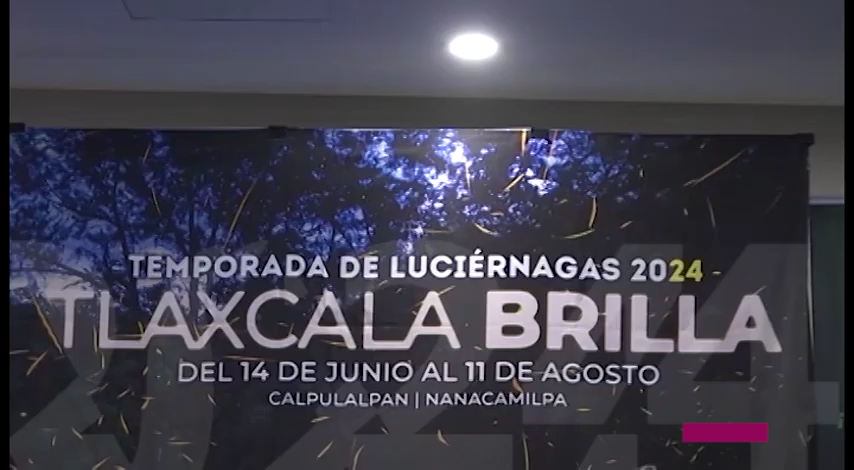 - TEMPORADA DE LUCIÉRNAGAS 2024 -
TLAXCALA BRILLA
DEL 14 DE JUNIO AL 11 DE AGOSTO
CALPULALPAN | NANACAMILPA